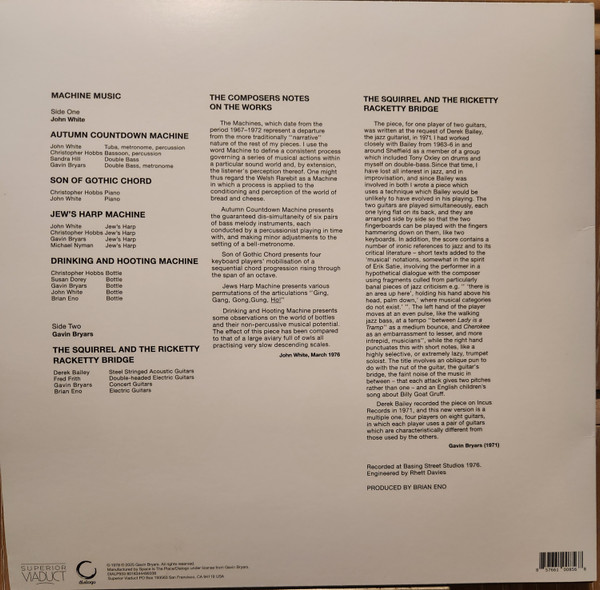 MACHINE MUSIC
Side One
John White
AUTUMN COUNTDOWN MACHINE
John White Tuba, metronome, percussion
Christopher Hobbs Bassoon, percussion
Sandra Hill Double Bass
Gavin Bryars Double Bass, metronome
SON OF GOTHIC CHORD
Christopher Hobbs Piano
John White Piano
JEW'S HARP MACHINE
John White Jew's Harp
Christopher Hobbs Jew's Harp
Gavin Bryars Jew's Harp
Michael Nyman Jew's Harp
DRINKING AND HOOTING MACHINE
Christopher Hobbs Bottle
Susan Dorey Bottle
Gavin Bryars Bottle
John White Bottle
Brian Eno Bottle
Side Two
Gavin Bryars
THE SQUIRREL AND THE RICKETY
RACKETTY BRIDGE
Derek Bailey Steel Stringed Acoustic Guitars
Fred Frith Double-headed Electric Guitars
Gavin Bryars Concert Guitars
Brian Eno Electric Guitars
THE COMPOSERS NOTES
ON THE WORKS
The Machines, which date from the
period 1967–1972 represent a departure
from the more traditionally "narrative"
nature of the rest of my pieces. I use the
word Machine to define a consistent process
governing a series of musical actions within
a particular sound world and, by extension,
the listener's perception thereof. One might
thus regard the Welsh Rarebit as a Machine
in which a process is applied to the
conditioning and perception of the world of
bread and cheese.
Autumn Countdown Machine presents
the guaranteed dis-simultaneity of six pairs
of bass melody instruments, each
conducted by a percussionist playing in time
with, and making minor adjustments to the
setting of a bell-metronome.
Son of Gothic Chord presents four
keyboard players' mobilisation of a
sequential chord progression rising through
the span of an octave.
Jews Harp Machine presents various
permutations of the articulations "Ging,
Gang, Gong,Gung, Ho!"
Drinking and Hooting Machine presents
some observations on the world of bottles
and their non-percussive musical potential.
The effect of this piece has been compared
to that of a large aviary full of owls all
practising very slow descending scales.
John White, March 1976
THE SQUIRREL AND THE RICKETTY
RACKETTY BRIDGE
The piece, for one player of two guitars,
was written at the request of Derek Bailey,
the jazz guitarist, in 1971. I had worked
closely with Bailey from 1963-6 in and
around Sheffield as a member of a group
which included Tony Oxley on drums and
myself on double-bass. Since that time, I
have lost all interest in jazz, and in
improvisation, and since Bailey was
involved in both I wrote a piece which
uses a technique which Bailey would be
unlikely to have evolved in his playing. The
two guitars are played simultaneously, each
one lying flat on its back, and they are
arranged side by side so that the two
fingerboards can be played with the fingers
hammering down on them, like two
keyboards. In addition, the score contains a
number of ironic references to jazz and to its
critical literature – short texts added to the
'musical' notations, somewhat in the spirit
of Erik Satie, involving the performer in a
hypothetical dialogue with the composer
using fragments culled from particularly
banal pieces of jazz criticism e.g. " 'there is
an area up here', holding his hand above his
head, palm down, 'where musical categories
do not exist.' ". The left hand of the player
moves at an even pulse, like the walking
jazz bass, at a tempo "between Lady is a
Tramp" as a medium bounce, and Cherokee
as an embarrassment to lesser, and more
intrepid, musicians", while the right hand
punctuates this with short notes, like a
highly selective, or extremely lazy, trumpet
soloist. The title involves an oblique pun to
do with the nut of the guitar, the guitar's
bridge, the faint noise of the music in
between – that each attack gives two pitches
rather than one – and an English children's
song about Billy Goat Gruff.
Derek Bailey recorded the piece on Incus
Records in 1971, and this new version is a
multiple one, four players on eight guitars,
in which each player uses a pair of guitars
which are characteristically different from
those used by the others.
Gavin Bryars (1971)
Recorded at Basing Street Studios 1976.
Engineered by Rhett Davies
PRODUCED BY BRIAN ENO
SUPERIOR
VIADUCT
dialogo
Superior Viaduct PO Box 193563 San Francisco, CA 94119 USA